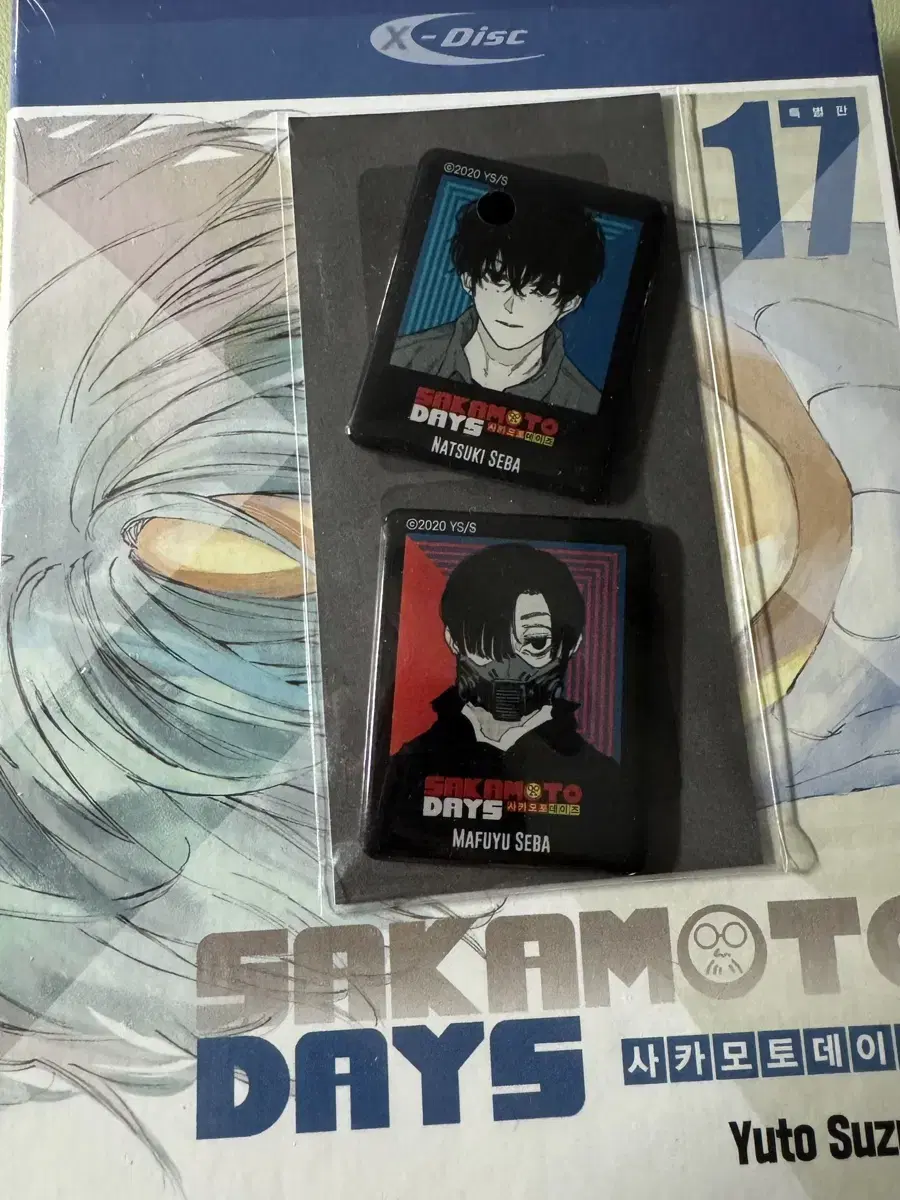 X-Disc
17
특별판
©2020 YS/S
SAKAMOTO
DAYS 사카모토데이즈
NATSUKI SEBA
©2020 YS/S
SAKAMOTO
DAYS 사카모토데이즈
MAFUYU SEBA
SAKAMOTO
DAYS 사카모토데이
Yuto Suzu